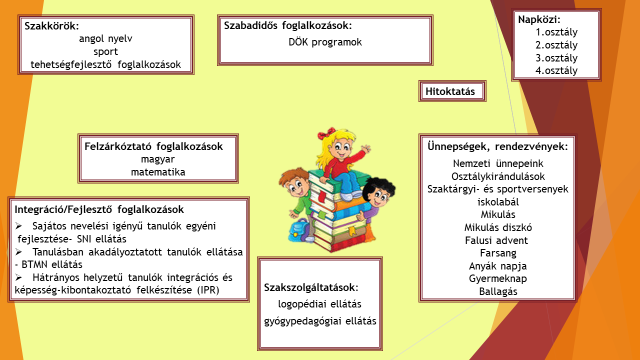 Szakkörök:
angol nyelv
sport
tehetségfejlesztő foglalkozások
Szabadidős foglalkozások:
DÖK programok
Napközi:
1.osztály
2.osztály
3.osztály
4.osztály
Hitoktatás
Felzárkóztató foglalkozások
magyar
matematika
Ünnepségek, rendezvények:
Nemzeti ünnepeink
Osztálykirándulások
Szaktárgyi- és sportversenyek
iskolabál
Mikulás
Mikulás diszkó
Falusi advent
Farsang
Anyák napja
Gyermeknap
Ballagás
Integráció/Fejlesztő foglalkozások
➢ Sajátos nevelési igényű tanulók egyéni
fejlesztése- SNI ellátás
➢ Tanulásban akadályoztatott tanulók ellátása
- BTMN ellátás
➢ Hátrányos helyzetű tanulók integrációs és
képesség-kibontakoztató felkészítése (IPR)
Szakszolgáltatások:
logopédiai ellátás
gyógypedagógiai ellátás